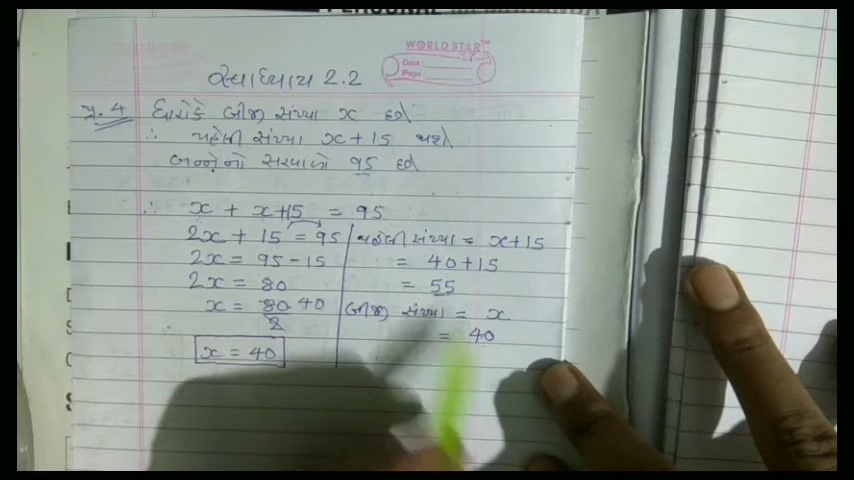 WORLD STAR™
Date
Page
સ્વાધ્યાય 2.2
પ્ર. 4 ધારોકે બીજી સંખ્યા x છે
∴ પહેલી સંખ્યા x + 15 થશે
બન્નેનો સરવાળો 95 છે
∴ x + x+15 = 95
2x + 15 = 95
2x = 95 - 15
2x = 80
x = 80 40
2
x = 40
પહેલી સંખ્યા = x+15
= 40+15
= 55
બીજી સંખ્યા = x
= 40